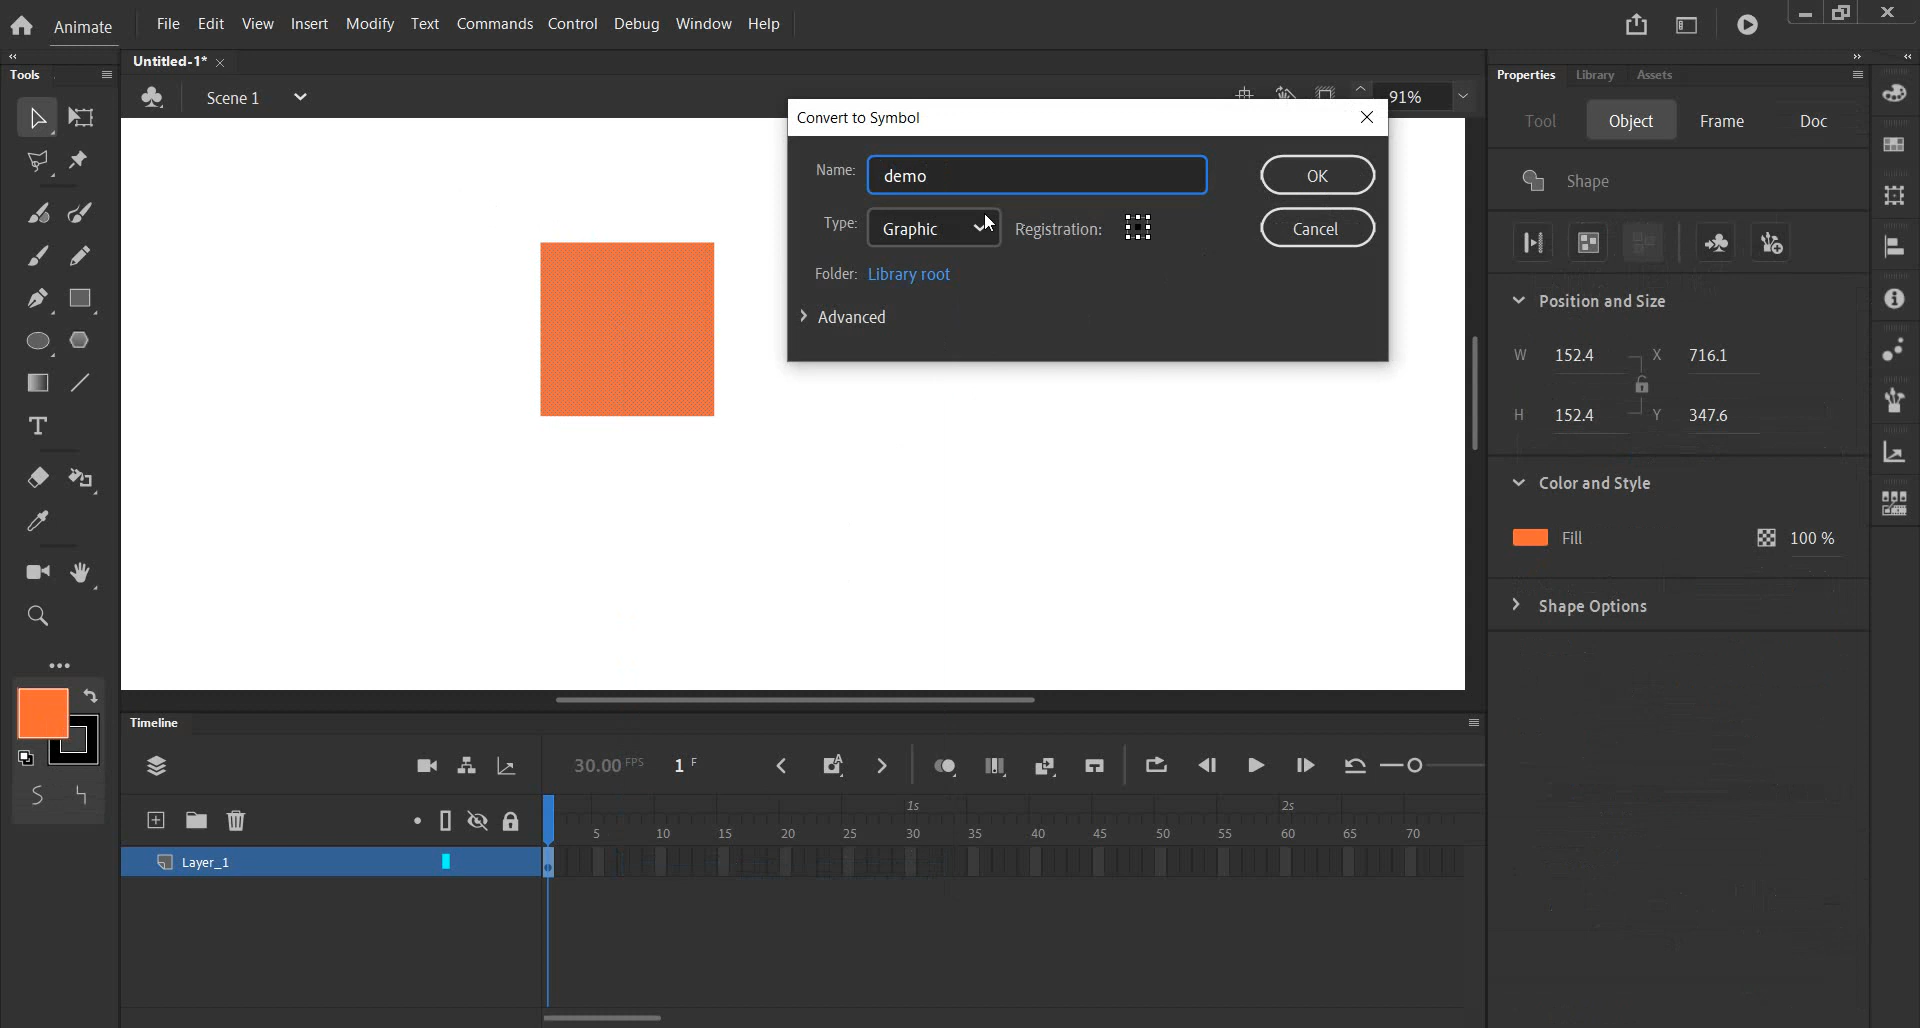 Animate File Edit View Insert Modify Text Commands Control Debug Window Help
Tools
Untitled-1*
Scene 1
91%
Convert to Symbol
Name: demo
OK
Type: Graphic Registration:
Cancel
Folder: Library root
Advanced
Properties Library Assets
Tool Object Frame Doc
Shape
Position and Size
W 152.4 X 716.1
H 152.4 Y 347.6
Color and Style
Fill 100 %
Shape Options
Timeline
30.00 FPS 1 F
1s 2s
5 10 15 20 25 30 35 40 45 50 55 60 65 70
Layer_1